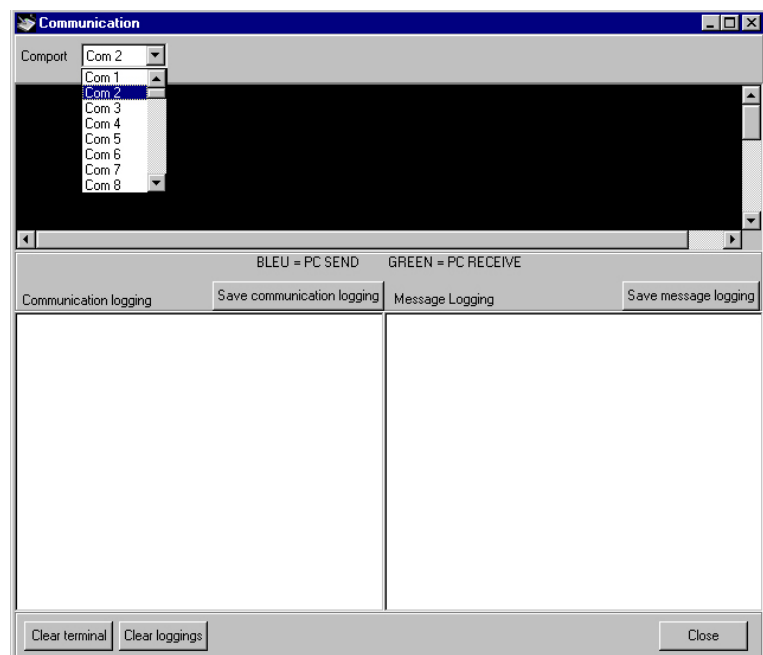 Communication
Comport Com 2
Com 1
Com 2
Com 3
Com 4
Com 5
Com 6
Com 7
Com 8
BLEU = PC SEND GREEN = PC RECEIVE
Communication logging Save communication logging Message Logging Save message logging
Clear terminal Clear loggings Close